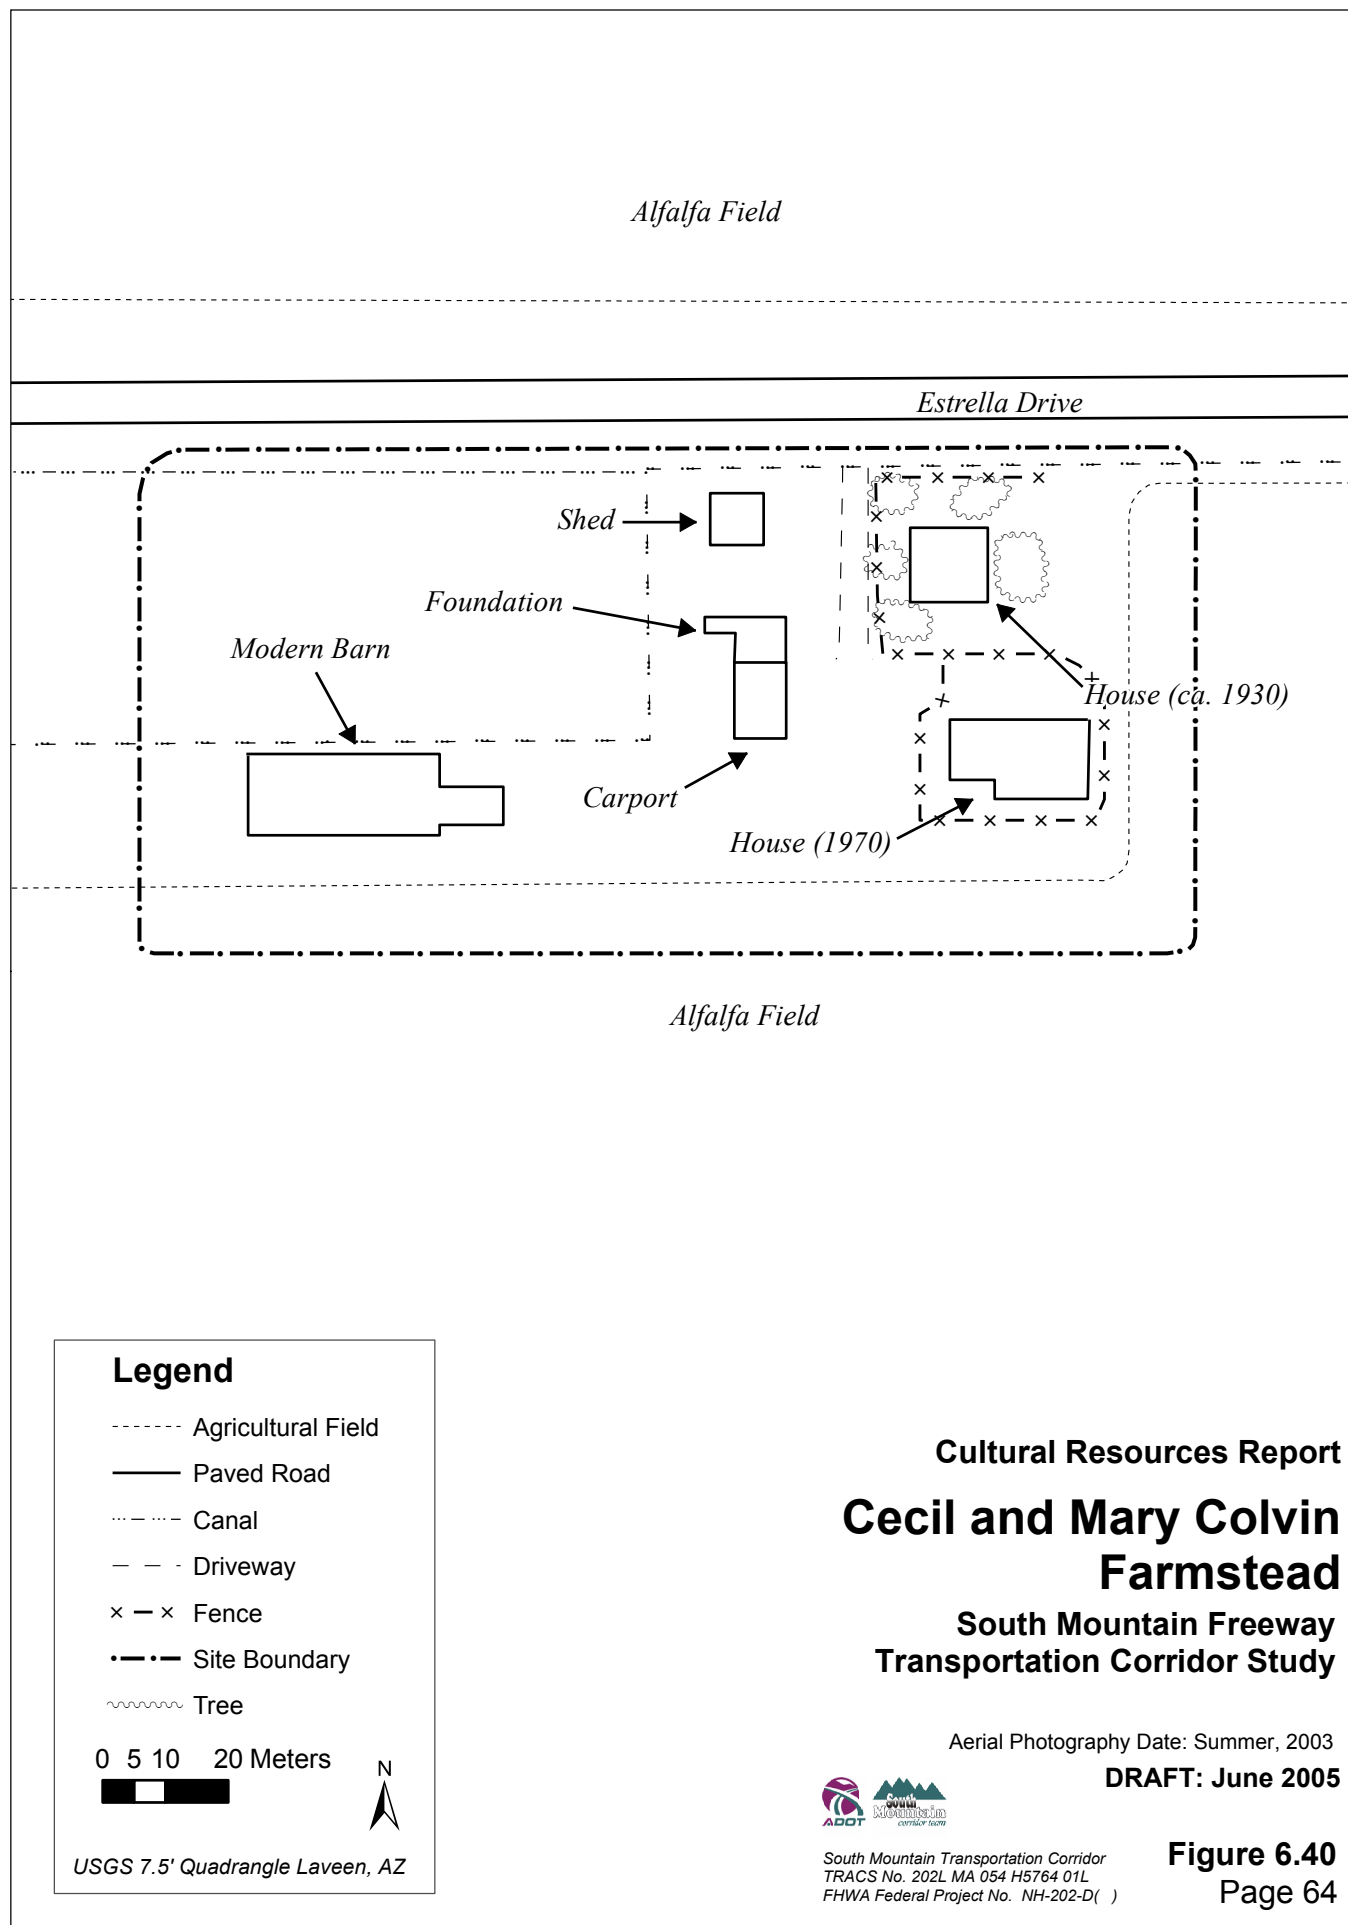 Alfalfa Field
Estrella Drive
Shed
Foundation
Modern Barn
House (ca. 1930)
Carport
House (1970)
Alfalfa Field
Legend
Agricultural Field
Paved Road
Canal
Driveway
Fence
Site Boundary
Tree
0 5 10 20 Meters
N
USGS 7.5' Quadrangle Laveen, AZ
Cultural Resources Report
Cecil and Mary Colvin
Farmstead
South Mountain Freeway
Transportation Corridor Study
Aerial Photography Date: Summer, 2003
DRAFT: June 2005
ADOT
South
Mountain
corridor team
South Mountain Transportation Corridor
TRACS No. 202L MA 054 H5764 01L
FHWA Federal Project No. NH-202-D( )
Figure 6.40
Page 64